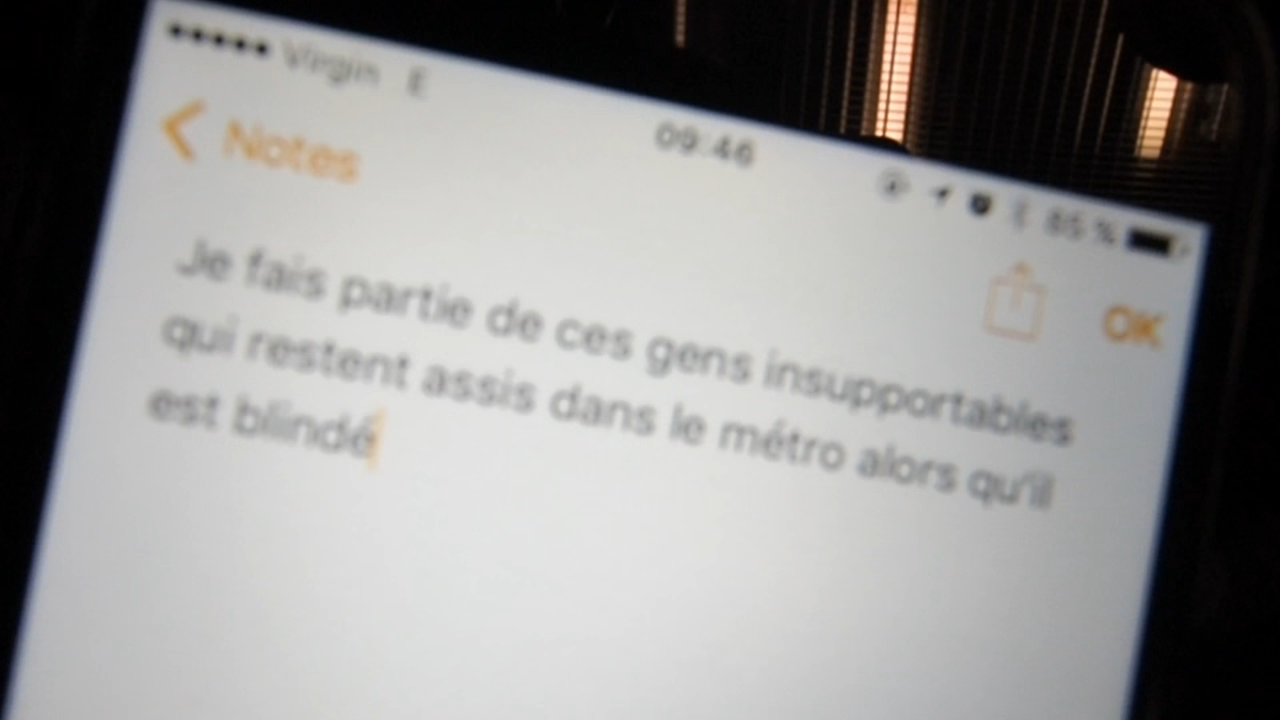 Virgin E
09:46
85 %
Notes
OK
Je fais partie de ces gens insupportables
qui restent assis dans le métro alors qu'il
est blindé